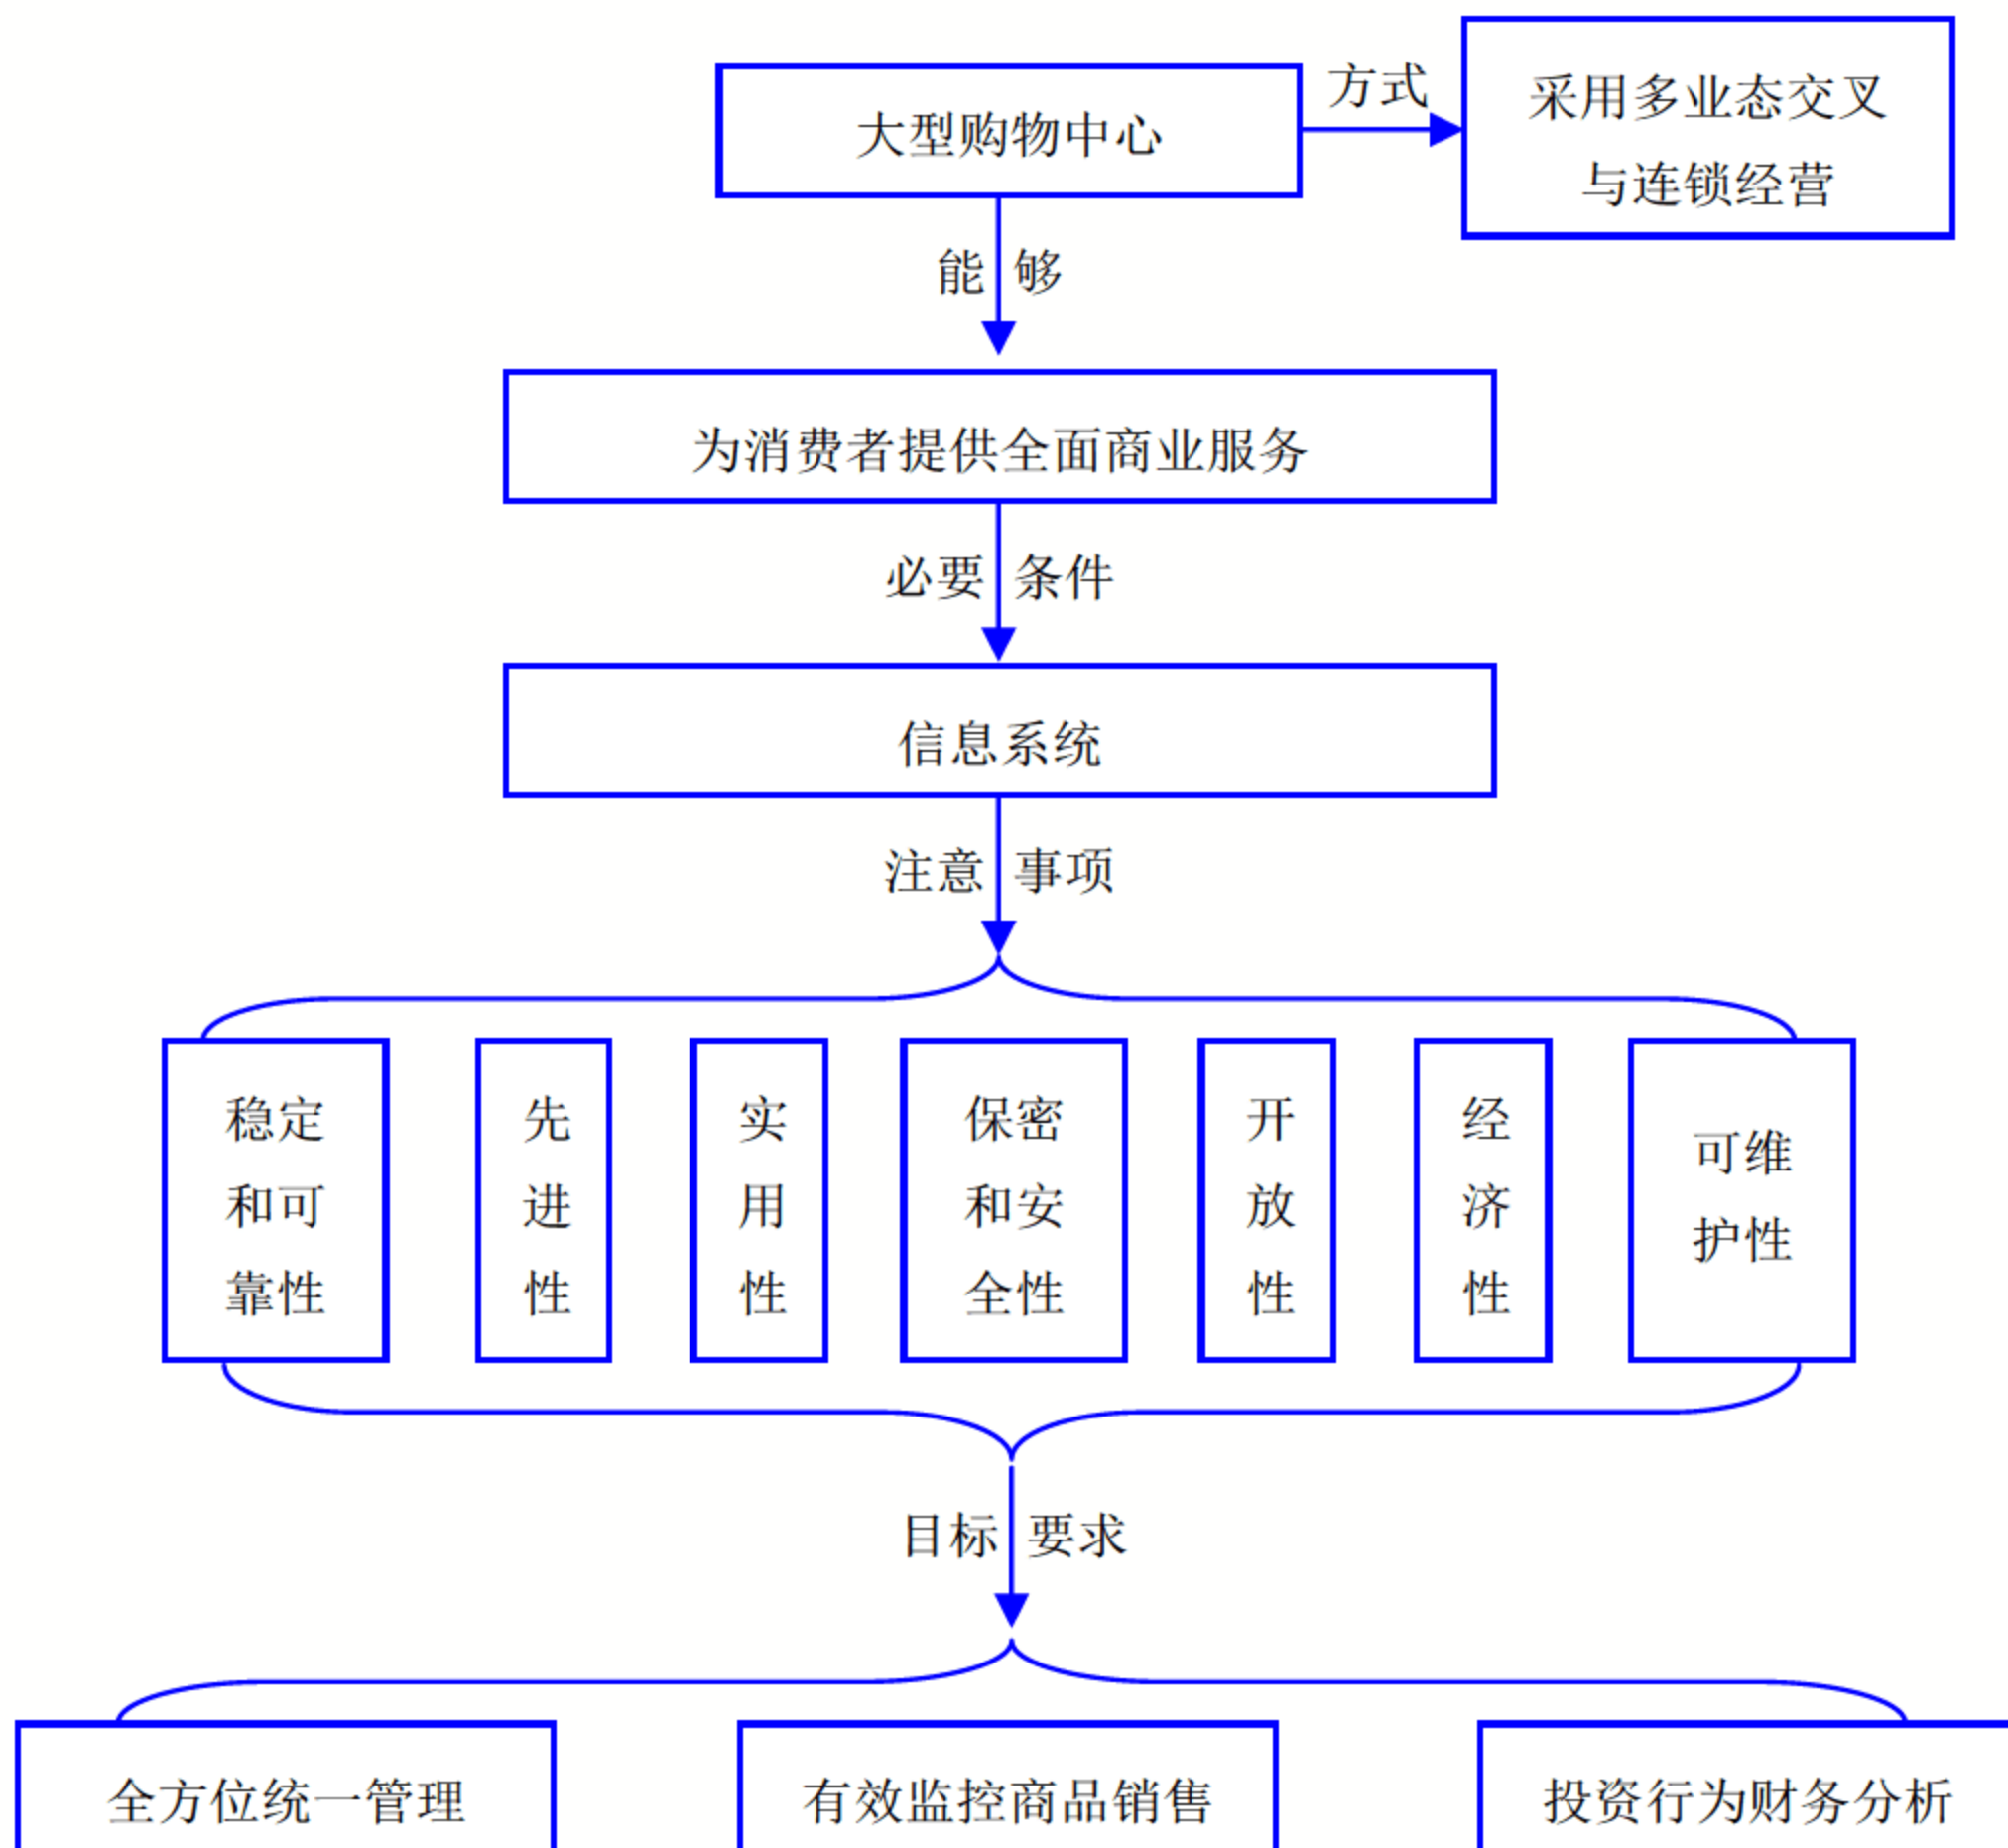 大型购物中心
方式
采用多业态交叉
与连锁经营
能够
为消费者提供全面商业服务
必要条件
信息系统
注意事项
稳定
和可
靠性
先
进
性
实
用
性
保密
和安
全性
开
放
性
经
济
性
可维
护性
目标要求
全方位统一管理
有效监控商品销售
投资行为财务分析